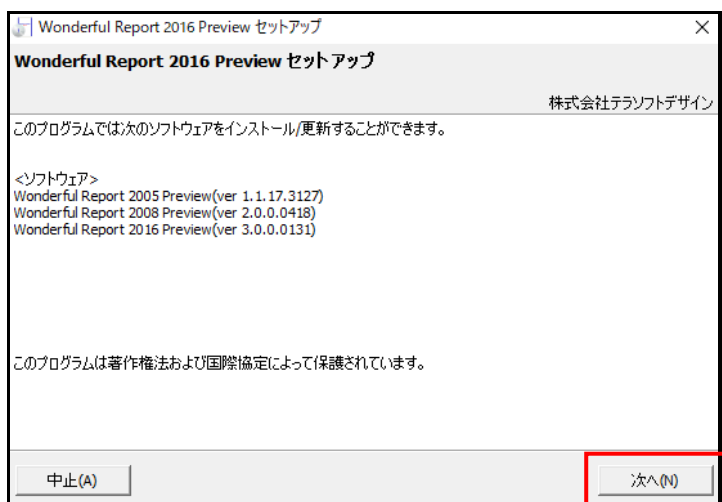 Wonderful Report 2016 Preview セットアップ
Wonderful Report 2016 Preview セットアップ
株式会社テラソフトデザイン
このプログラムでは次のソフトウェアをインストール/更新することができます。
<ソフトウェア>
Wonderful Report 2005 Preview(ver 1.1.17.3127)
Wonderful Report 2008 Preview(ver 2.0.0.0418)
Wonderful Report 2016 Preview(ver 3.0.0.0131)
このプログラムは著作権法および国際協定によって保護されています。
中止(A)
次へ(N)